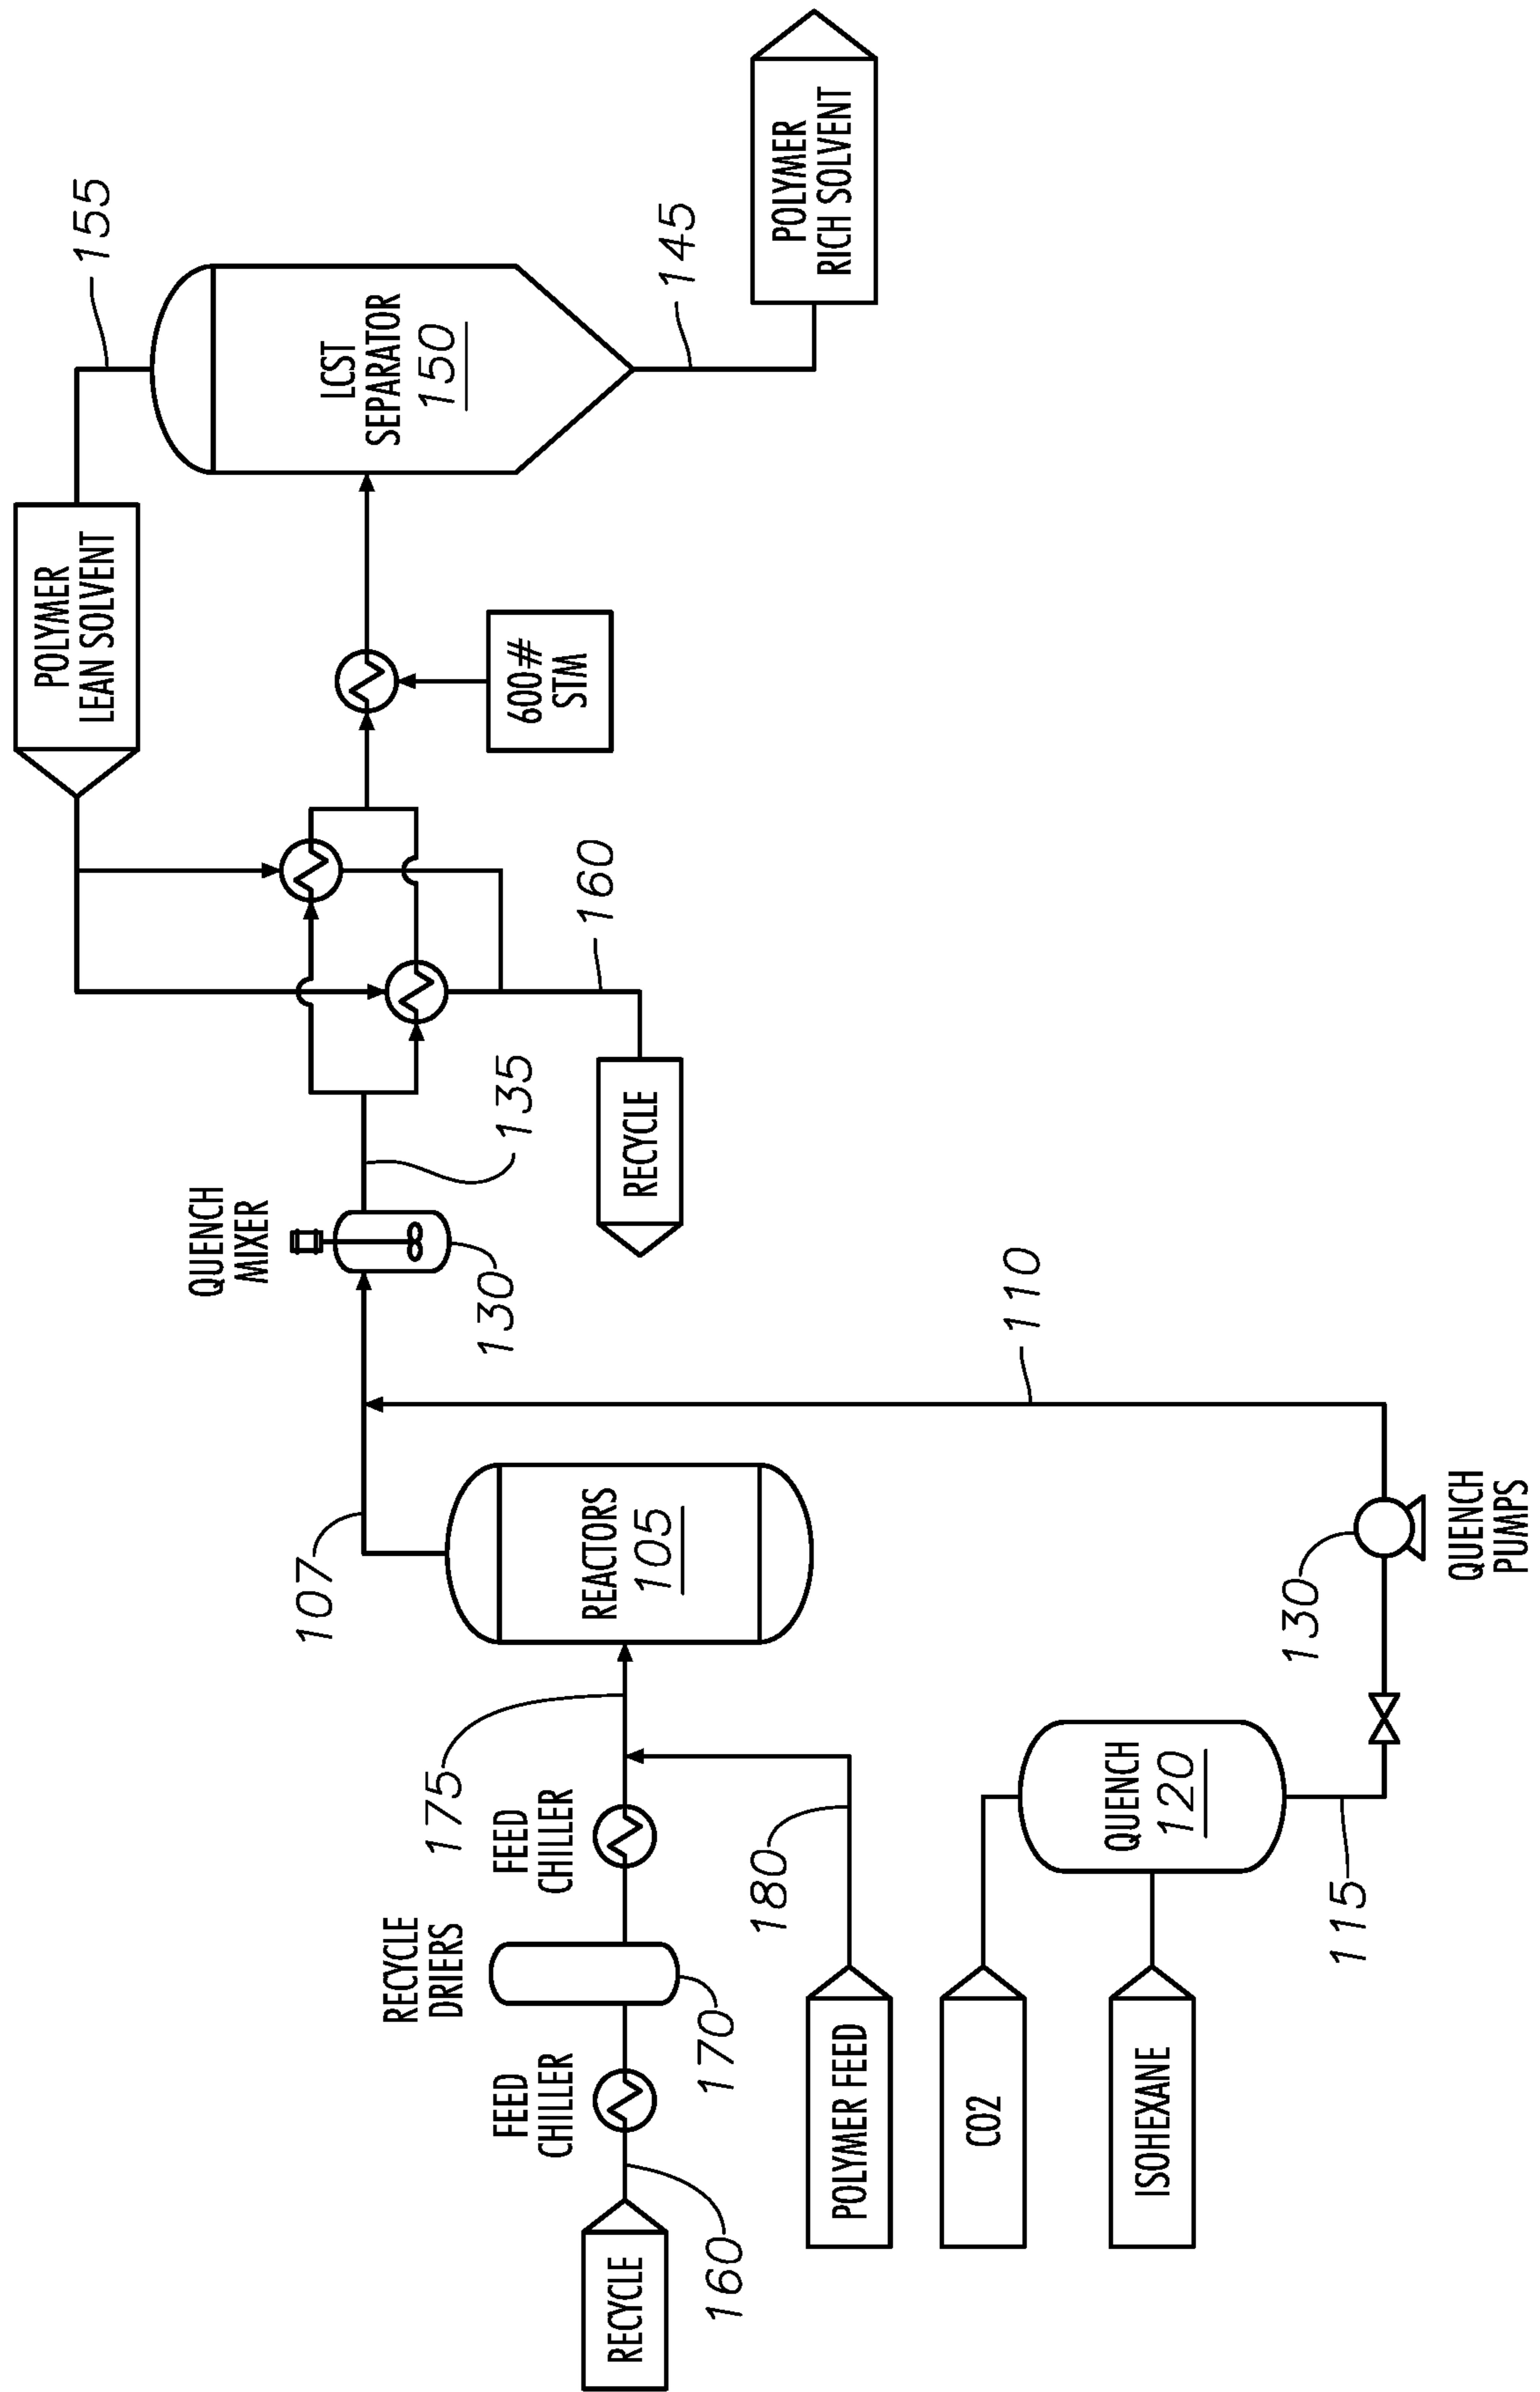 RECYCLE
160
FEED
CHILLER
RECYCLE
DRIERS
170
FEED
CHILLER
175
POLYMER FEED
180
CO2
ISOHEXANE
QUENCH
120
115
130
QUENCH
PUMPS
110
REACTORS
105
107
QUENCH
MIXER
130
135
RECYCLE
160
POLYMER
LEAN SOLVENT
600#
STM
155
LCST
SEPARATOR
150
145
POLYMER
RICH SOLVENT